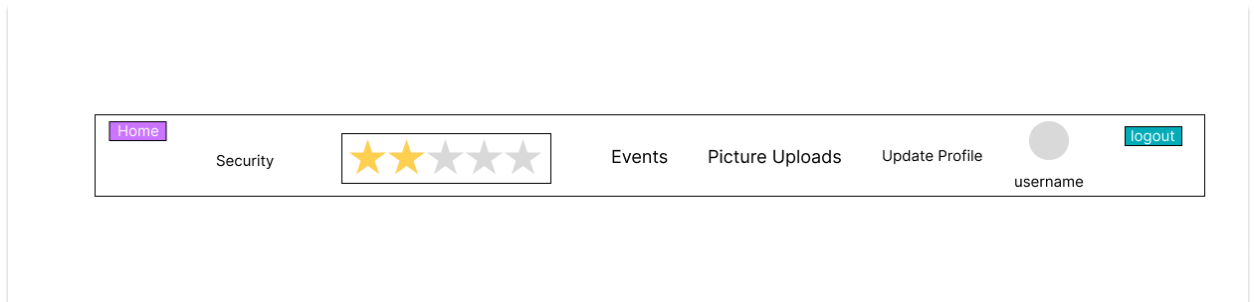 Home
Security
Events
Picture Uploads
Update Profile
username
logout